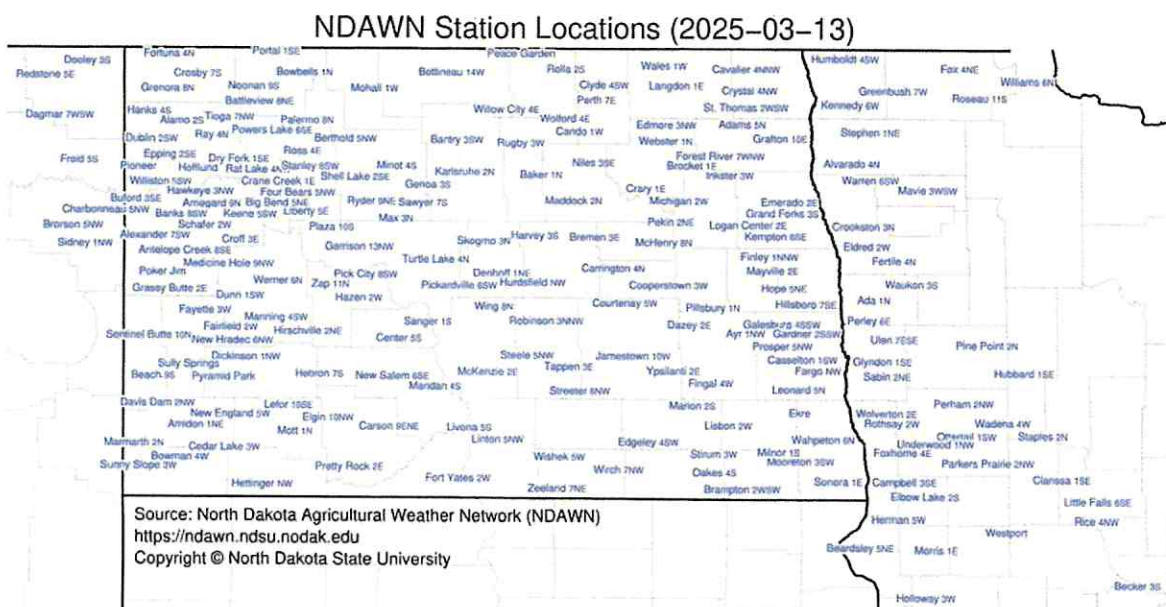 NDAWN Station Locations (2025-03-13)
Fortuna 4N
Portal 1SE
Peace Garden
Dooley 3S
Humboldt 4SW
Redstone 5E
Crosby 7S
Bowbells 1N
Bottineau 14W
Rolla 2S
Wales 1W
Cavalier 4NNW
Fox 4NE
Williams 6N
Grenora 8N
Noonan 9S
Mohall 1W
Clyde 4SW
Langdon 1E
Crystal 4NW
Greenbush 7W
Roseau 11S
Battleview 8NE
Perth 7E
St. Thomas 2WSW
Kennedy 6W
Dagmar 7WSW
Hanks 4S
Alamo 2S
Tioga 7NW
Palermo 8N
Willow City 4E
Wolford 4E
Powers Lake 6SE
Cando 1W
Edmore 3NW
Adams 5N
Dublin 2SW
Ray 4N
Berthold 5NW
Bantry 3SW
Rugby 3W
Webster 1N
Grafton 10E
Stephen 1NE
Ross 4E
Epping 2SE
Dry Fork 1SE
Forest River 7WNW
Froid 5S
Pioneer
Hofflund
Stanley 8SW
Minot 4S
Niles 3SE
Brocket 1E
Alvarado 4N
Karlsruhe 2N
Baker 1N
Inkster 3W
Williston 5SW
Crane Creek 1E
Shell Lake 2SE
Genoa 3S
Warren 6SW
Hawkeye 3NW
Four Bears 5NW
Crary 1E
Mavie 3WSW
Buford 3SE
Arnegard 9N
Big Bend 5NE
Ryder 9NE
Sawyer 7S
Maddock 2N
Michigan 2W
Emerado 2E
Charbonneau 5NW
Banks 8SW
Keene 5SW
Liberty 5E
Max 3N
Grand Forks 3S
Brorson 5NW
Schafer 2W
Plaza 10S
Pekin 2NE
Logan Center 2E
Crookston 3N
Alexander 7SW
Croff 3E
Skogmo 3N
Harvey 3S
Bremen 3E
Kempton 6SE
Sidney 1NW
Garrison 13NW
McHenry 8N
Eldred 2W
Antelope Creek 8SE
Turtle Lake 4N
Finley 1NNW
Fertile 4N
Medicine Hole 9NW
Poker Jim
Pick City 8SW
Denhoff 1NE
Carrington 4N
Mayville 2E
Werner 6N
Zap 11N
Pickardville 6SW
Hurdsfield NW
Cooperstown 3W
Hope 5NE
Waukon 3S
Grassy Butte 2E
Dunn 1SW
Hazen 2W
Courtenay 5W
Ada 1N
Fayette 3W
Wing 8N
Pillsbury 1N
Hillsboro 7SE
Manning 4SW
Sanger 1S
Robinson 3NNW
Dazey 2E
Galesburg 4SSW
Perley 6E
Fairfield 2W
Hirschville 2NE
Sentinel Butte 10N
New Hradec 6NW
Center 5S
Ayr 1NW
Gardner 2SSW
Ulen 7ESE
Prosper 5NW
Pine Point 2N
Dickinson 1NW
Steele 5NW
Jamestown 10W
Casselton 1SW
Glyndon 1SE
Sully Springs
Tappen 3E
Beach 9S
Pyramid Park
Hebron 7S
New Salem 6SE
McKenzie 2E
Ypsilanti 2E
Fargo NW
Sabin 2NE
Hubbard 1SE
Mandan 4S
Fingal 4W
Streeter 6NW
Leonard 5N
Davis Dam 2NW
Lefor 10SE
Marion 2S
Perham 2NW
New England 5W
Elgin 10NW
Ekre
Wolverton 2E
Amidon 1NE
Mott 1N
Carson 9ENE
Livona 5S
Lisbon 2W
Rothsay 2W
Wadena 4W
Marmarth 2N
Cedar Lake 3W
Linton 5NW
Edgeley 4SW
Wahpeton 6N
Ottertail 1SW
Staples 2N
Underwood 1NW
Bowman 4W
Wishek 5W
Stirum 3W
Milnor 1S
Foxhome 4E
Sunny Slope 3W
Pretty Rock 2E
Wirch 7NW
Mooreton 3SW
Parkers Prairie 2NW
Hettinger NW
Fort Yates 2W
Oakes 4S
Sonora 1E
Campbell 3SE
Clarissa 1SE
Zeeland 7NE
Brampton 2WSW
Elbow Lake 2S
Little Falls 6SE
Source: North Dakota Agricultural Weather Network (NDAWN)
Herman 5W
Rice 4NW
https://ndawn.ndsu.nodak.edu
Westport
Copyright © North Dakota State University
Beardsley 5NE
Morris 1E
Becker 3S
Holloway 3W